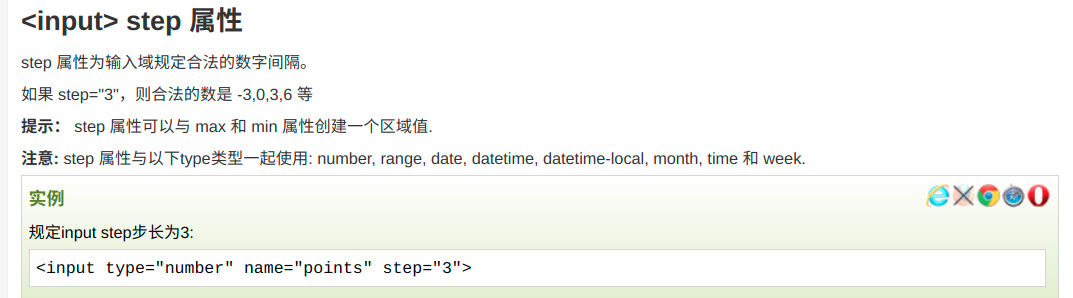 <input> step 属性
step 属性为输入域规定合法的数字间隔。
如果 step="3"，则合法的数是 -3,0,3,6 等
提示： step 属性可以与 max 和 min 属性创建一个区域值.
注意: step 属性与以下type类型一起使用: number, range, date, datetime, datetime-local, month, time 和 week.
实例
规定input step步长为3:
<input type="number" name="points" step="3">